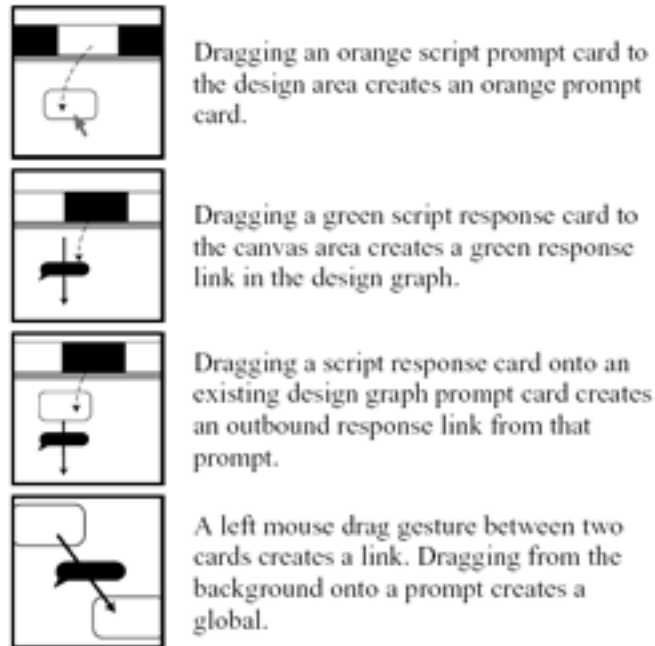 Dragging an orange script prompt card to
the design area creates an orange prompt
card.
Dragging a green script response card to
the canvas area creates a green response
link in the design graph.
Dragging a script response card onto an
existing design graph prompt card creates
an outbound response link from that
prompt.
A left mouse drag gesture between two
cards creates a link. Dragging from the
background onto a prompt creates a
global.